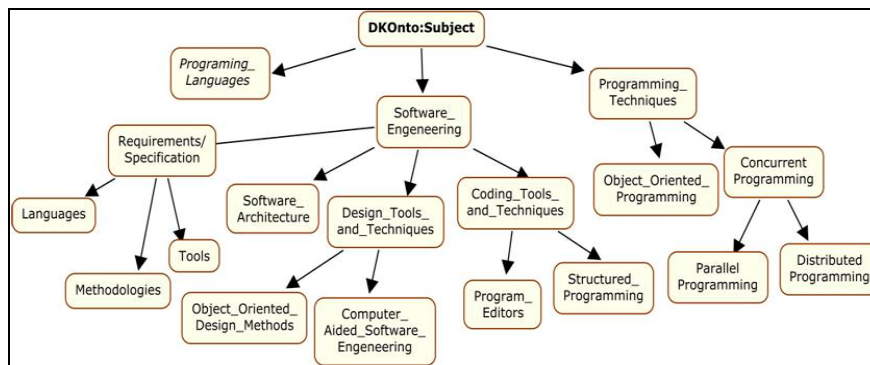 DKOnto:Subject
Programing_
Languages
Software_
Engeneering
Programming_
Techniques
Requirements/
Specification
Software_
Architecture
Design_Tools_
and_Techniques
Coding_Tools_
and_Techniques
Object_Oriented_
Programming
Concurrent
Programming
Languages
Methodologies
Tools
Object_Oriented_
Design_Methods
Computer_
Aided_Software_
Engeneering
Program_
Editors
Structured_
Programming
Parallel
Programming
Distributed
Programming